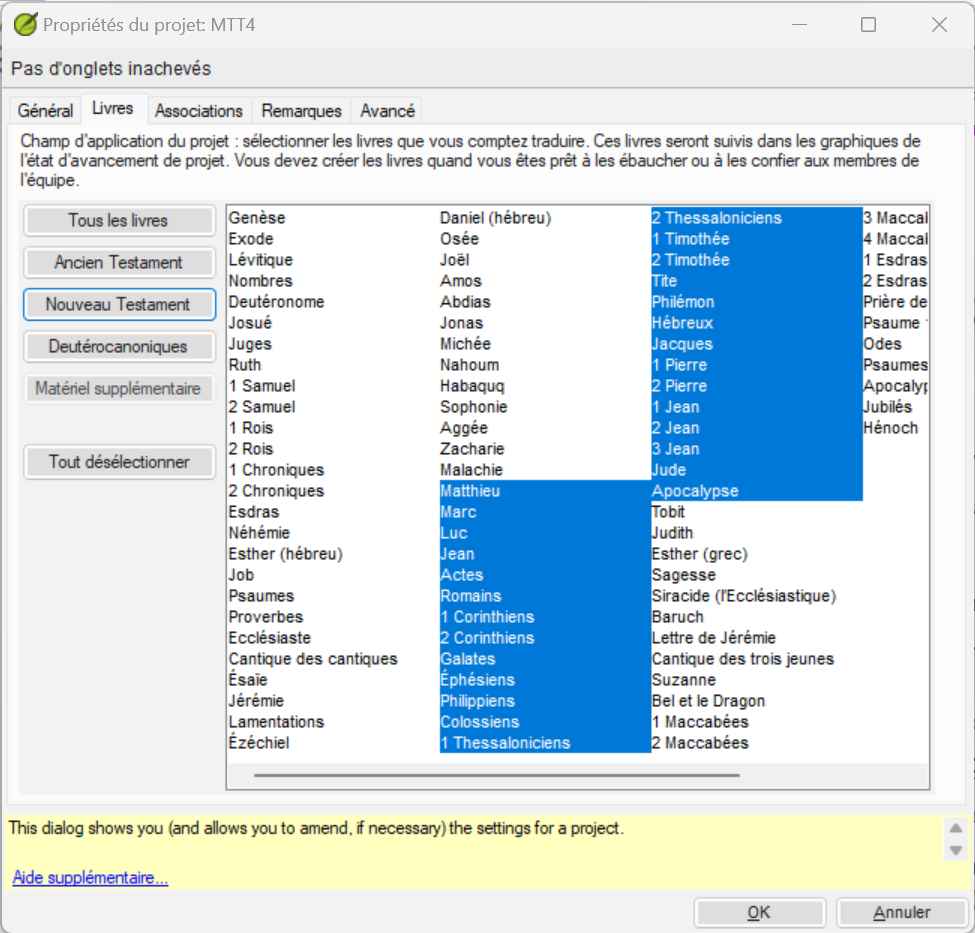 Propriétés du projet: MTT4
Pas d'onglets inachevés
Général
Livres
Associations
Remarques
Avancé
Champ d'application du projet : sélectionner les livres que vous comptez traduire. Ces livres seront suivis dans les graphiques de
l'état d'avancement de projet. Vous devez créer les livres quand vous êtes prêt à les ébaucher ou à les confier aux membres de
l'équipe.
Tous les livres
Ancien Testament
Nouveau Testament
Deutérocanoniques
Matériel supplémentaire
Tout désélectionner
Genèse
Exode
Lévitique
Nombres
Deutéronome
Josué
Juges
Ruth
1 Samuel
2 Samuel
1 Rois
2 Rois
1 Chroniques
2 Chroniques
Esdras
Néhémie
Esther (hébreu)
Job
Psaumes
Proverbes
Ecclésiaste
Cantique des cantiques
Ésaïe
Jérémie
Lamentations
Ézéchiel
Daniel (hébreu)
Osée
Joël
Amos
Abdias
Jonas
Michée
Nahoum
Habaquq
Sophonie
Aggée
Zacharie
Malachie
Matthieu
Marc
Luc
Jean
Actes
Romains
1 Corinthiens
2 Corinthiens
Galates
Éphésiens
Philippiens
Colossiens
1 Thessaloniciens
2 Thessaloniciens
1 Timothée
2 Timothée
Tite
Philémon
Hébreux
Jacques
1 Pierre
2 Pierre
1 Jean
2 Jean
3 Jean
Jude
Apocalypse
Tobit
Judith
Esther (grec)
Sagesse
Siracide (l'Ecclésiastique)
Baruch
Lettre de Jérémie
Cantique des trois jeunes
Suzanne
Bel et le Dragon
1 Maccabées
2 Maccabées
3 Maccal
4 Maccal
1 Esdras
2 Esdras
Prière de
Psaume
Odes
Psaumes
Apocalyp
Jubilés
Hénoch
This dialog shows you (and allows you to amend, if necessary) the settings for a project.
Aide supplémentaire...
OK
Annuler